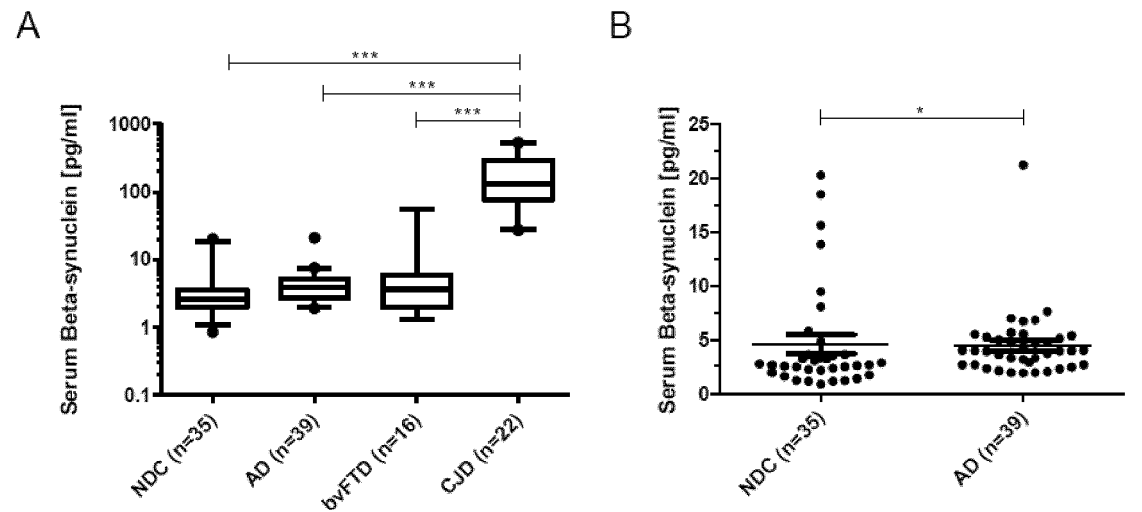 A
***
***
***
Serum Beta-synuclein [pg/ml]
1000
100
10
1
0.1
NDC (n=35)
AD (n=39)
bvFTD (n=16)
CJD (n=22)
B
*
Serum Beta-synuclein [pg/ml]
25
20
15
10
5
0
NDC (n=35)
AD (n=39)